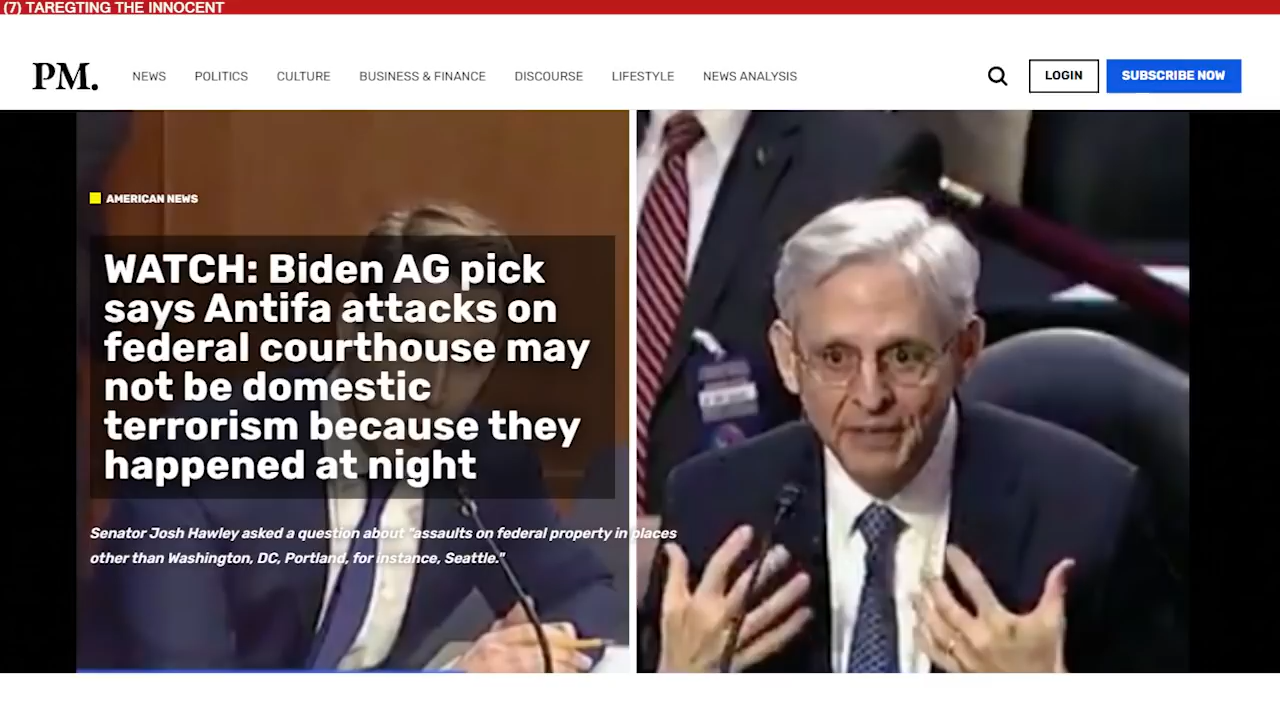 (7) TAREGTING THE INNOCENT
PM. NEWS POLITICS CULTURE BUSINESS & FINANCE DISCOURSE LIFESTYLE NEWS ANALYSIS LOGIN SUBSCRIBE NOW
AMERICAN NEWS
WATCH: Biden AG pick
says Antifa attacks on
federal courthouse may
not be domestic
terrorism because they
happened at night
Senator Josh Hawley asked a question about "assaults on federal property in places
other than Washington, DC, Portland, for instance, Seattle."